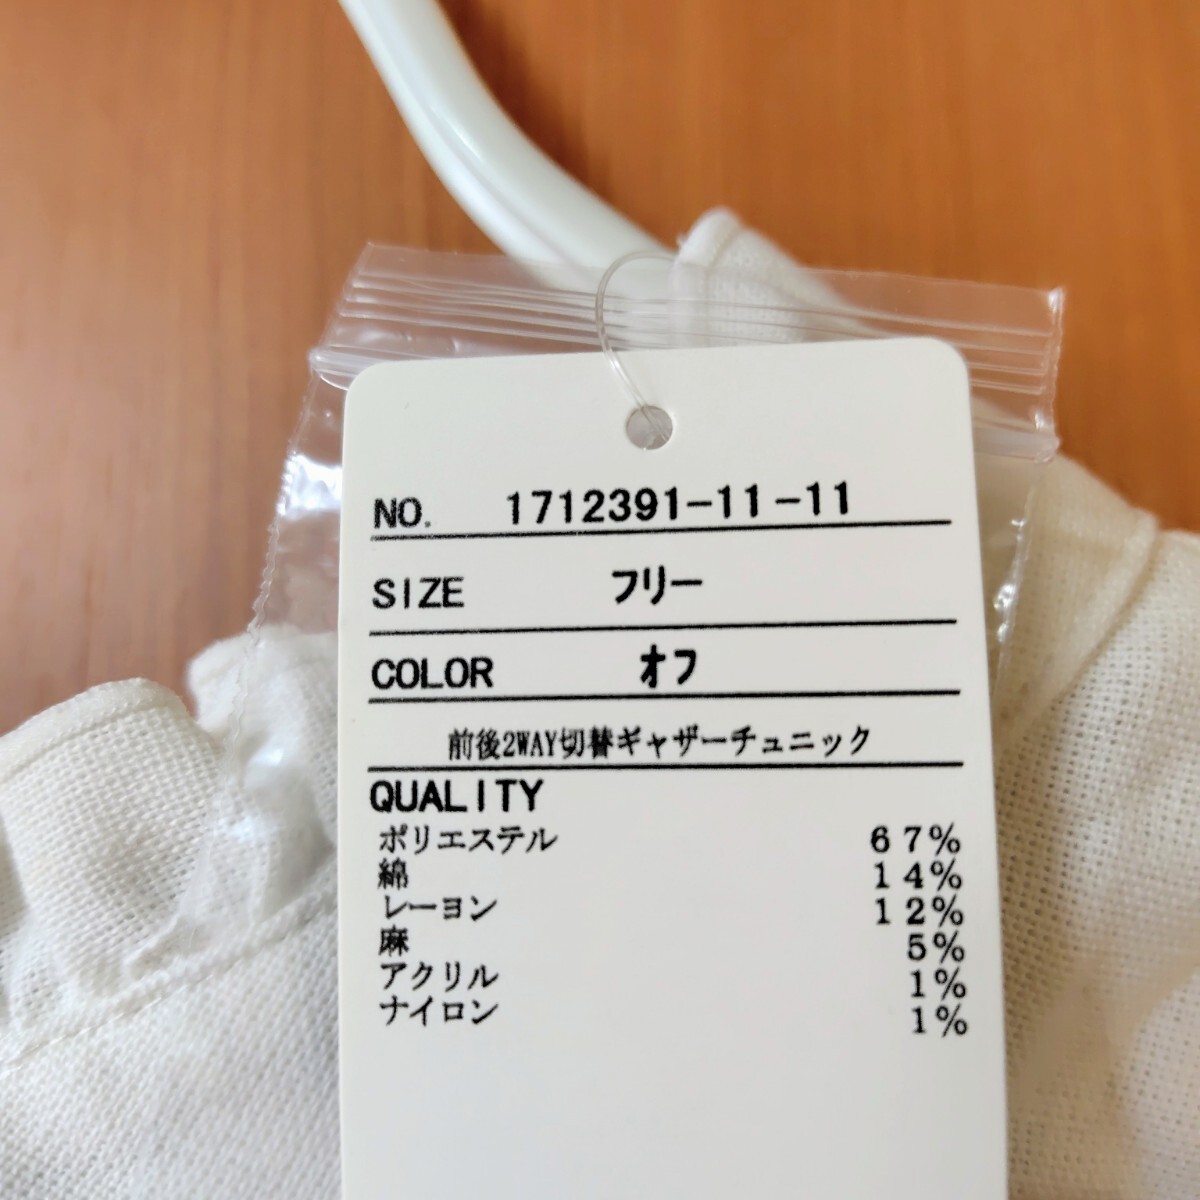 NO. 1712391-11-11
SIZE フリー
COLOR オフ
前後2WAY切替ギャザーチュニック
QUALITY
ポリエステル 67%
綿 14%
レーヨン 12%
麻 5%
アクリル 1%
ナイロン 1%